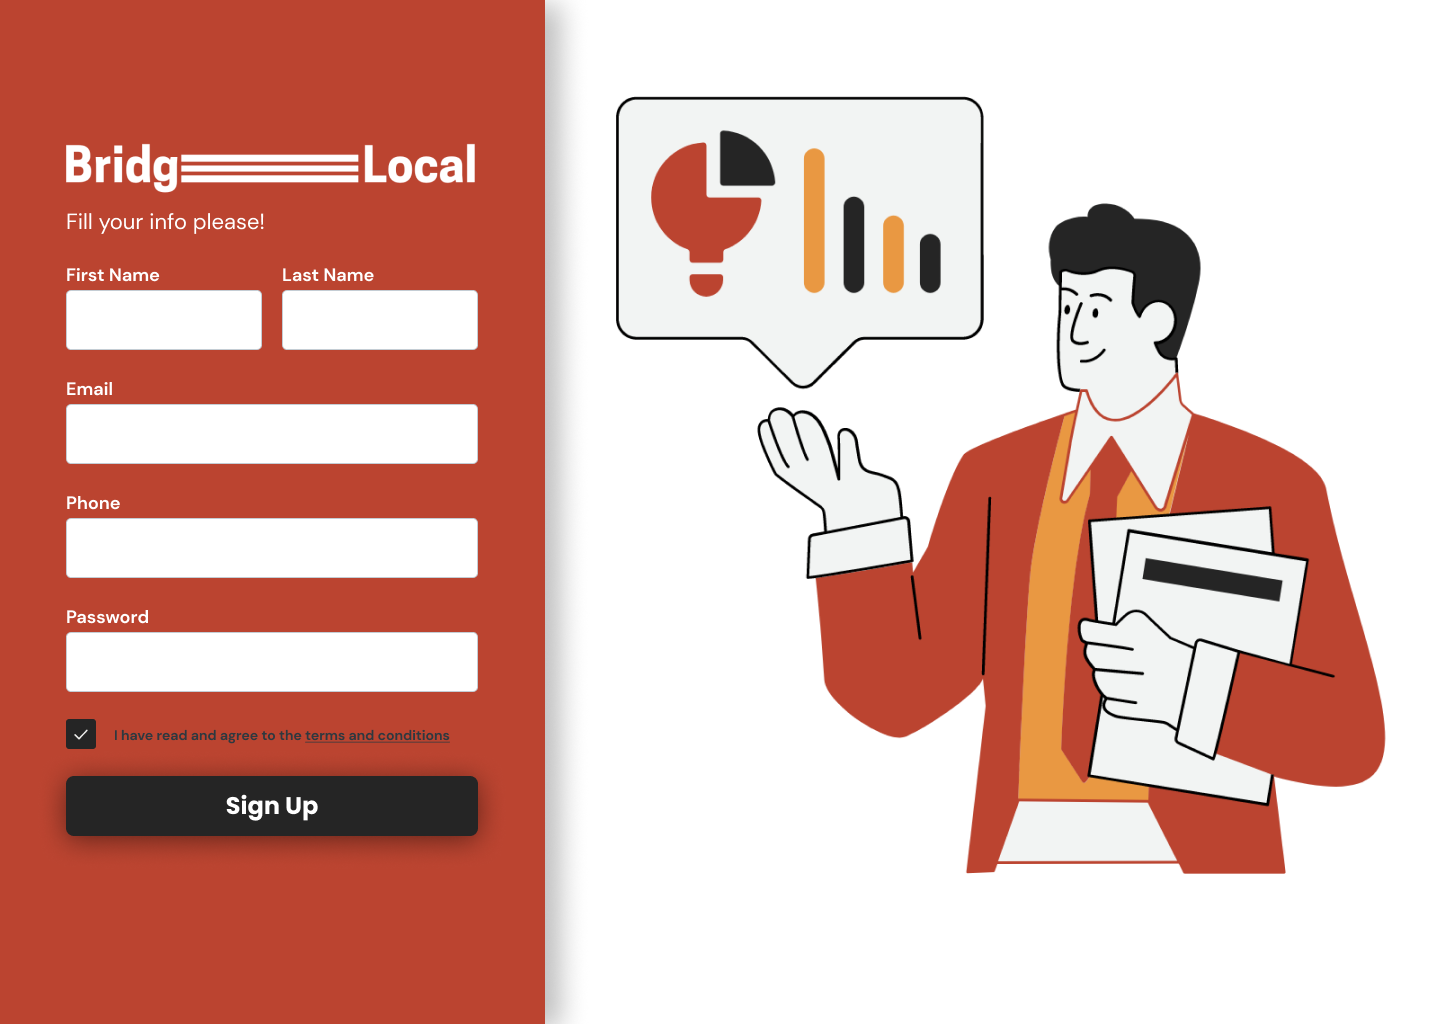 Bridg Local
Fill your info please!
First Name Last Name
Email
Phone
Password
I have read and agree to the terms and conditions
Sign Up